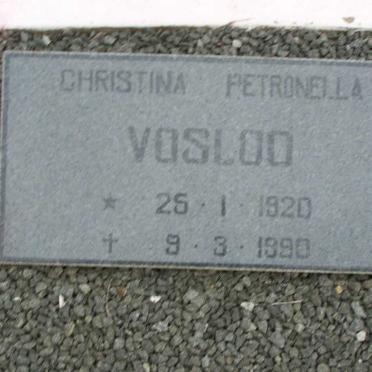 CHRISTINA PETRONELLA
VOSLOO
* 25 · 1 · 1920
† 9 · 3 · 1990